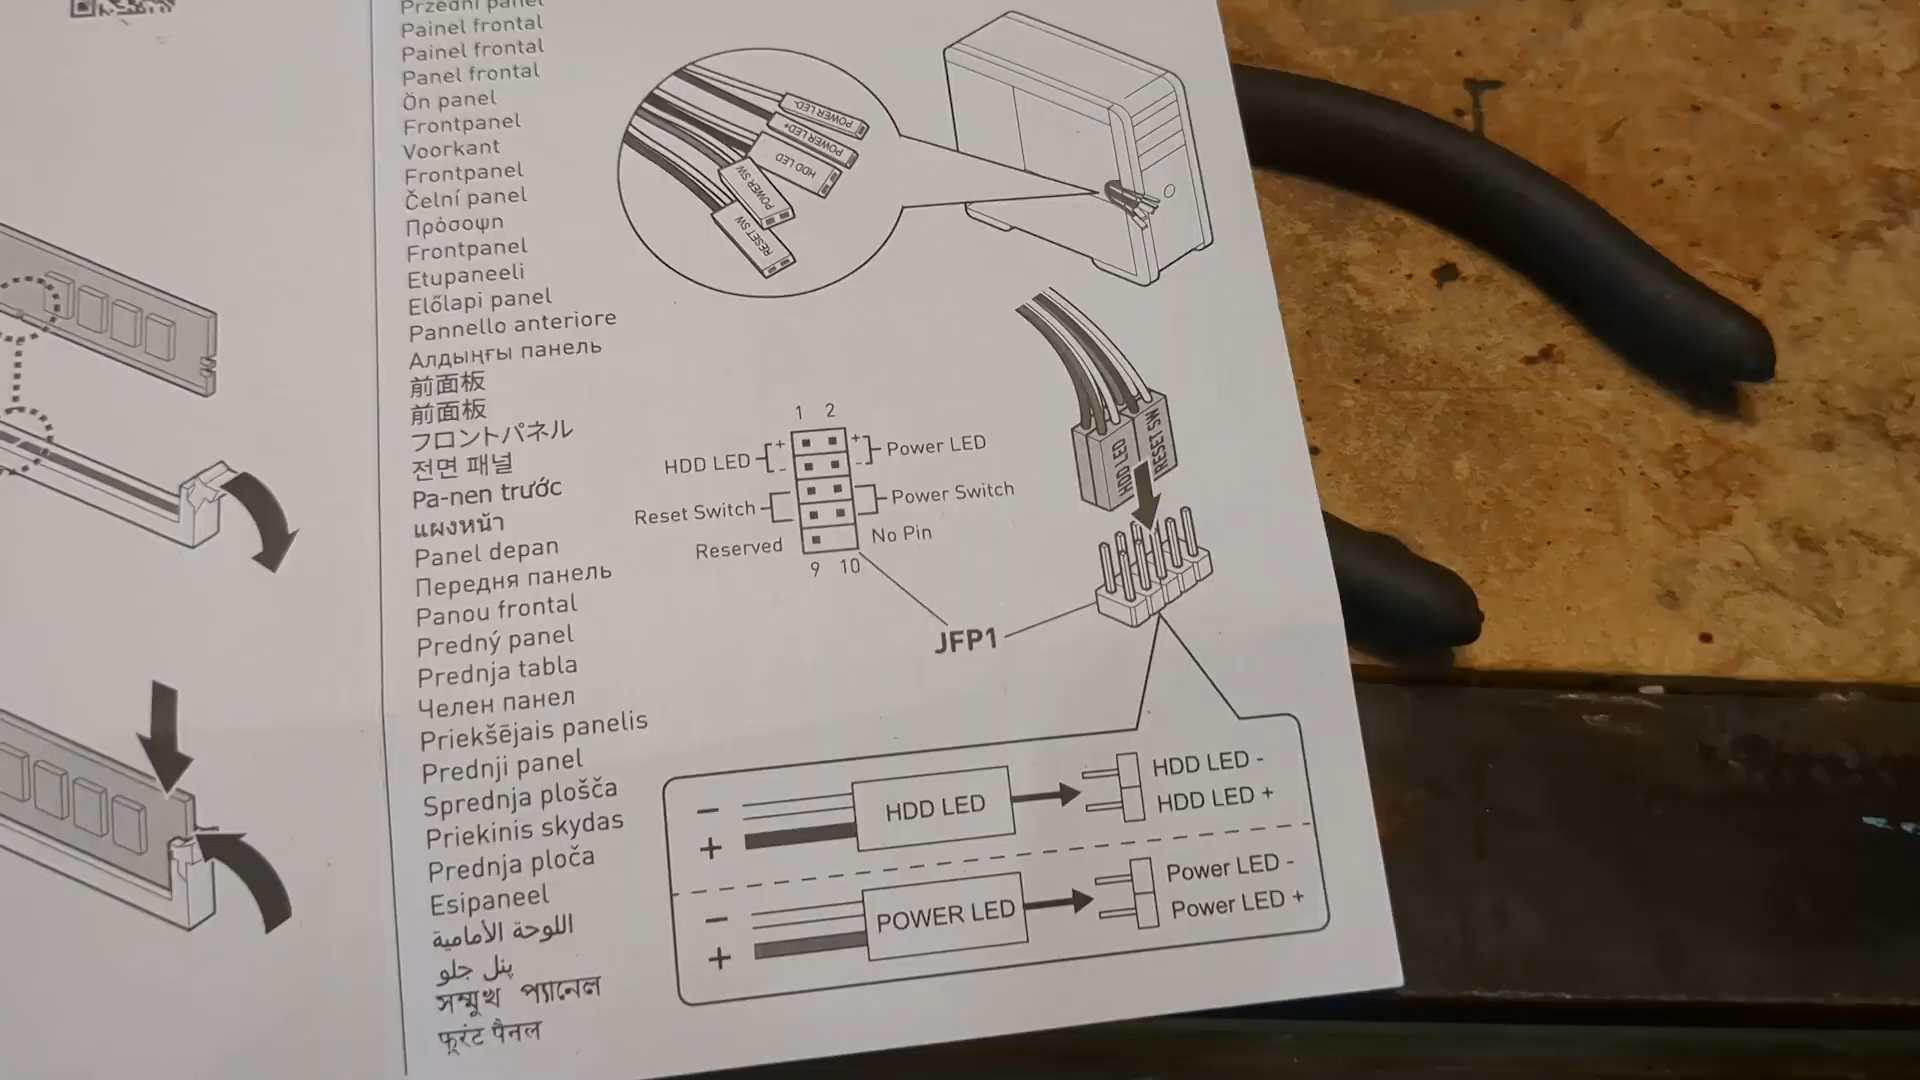 Przedni panel
Painel frontal
Painel frontal
Panel frontal
Ön panel
Frontpanel
Voorkant
Frontpanel
Čelní panel
Πρόσοψη
Frontpanel
Etupaneeli
Előlapi panel
Pannello anteriore
Алдыңғы панель
前面板
前面板
フロントパネル
전면 패널
Pa-nen trước
แผงหน้า
Panel depan
Передня панель
Panou frontal
Predný panel
Prednja tabla
Челен панел
Priekšējais panelis
Prednji panel
Sprednja plošča
Priekinis skydas
Prednja ploča
Esipaneel
اللوحة الأمامية
پنل جلو
সম্মুখ প্যানেল
फ्रंट पैनल
POWER LED-
POWER LED+
HDD LED
POWER SW
RESET SW
HDD LED
RESET SW
1 2
HDD LED + - + - Power LED
Reset Switch Power Switch
Reserved No Pin
9 10
JFP1
- + HDD LED HDD LED -
HDD LED +
- + POWER LED Power LED -
Power LED +